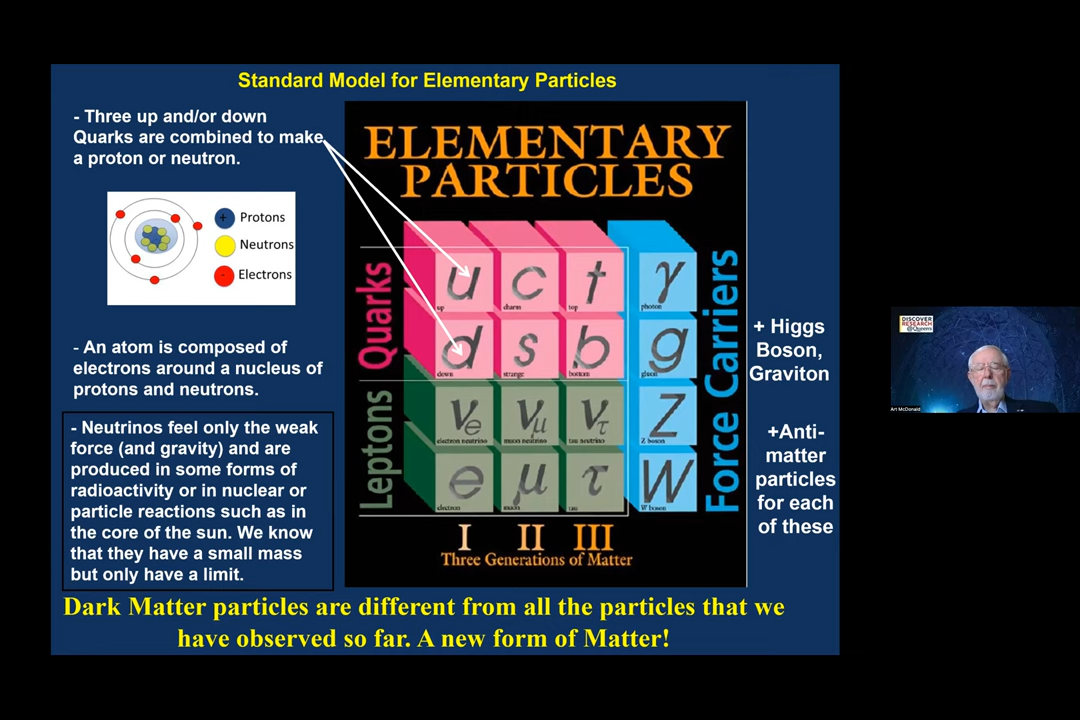 Standard Model for Elementary Particles
- Three up and/or down
Quarks are combined to make
a proton or neutron.
+
Protons
Neutrons
-
Electrons
- An atom is composed of
electrons around a nucleus of
protons and neutrons.
- Neutrinos feel only the weak
force (and gravity) and are
produced in some forms of
radioactivity or in nuclear or
particle reactions such as in
the core of the sun. We know
that they have a small mass
but only have a limit.
ELEMENTARY
PARTICLES
Quarks
Leptons
u
up
c
charm
t
top
γ
photon
d
down
s
strange
b
bottom
g
gluon
νe
electron neutrino
νμ
muon neutrino
ντ
tau neutrino
Z
Z boson
e
electron
μ
muon
τ
tau
W
W boson
Force Carriers
I II III
Three Generations of Matter
+ Higgs
Boson,
Graviton
+Anti-
matter
particles
for each
of these
Dark Matter particles are different from all the particles that we
have observed so far. A new form of Matter!
DISCOVER
RESEARCH
@Queens
Art McDonald